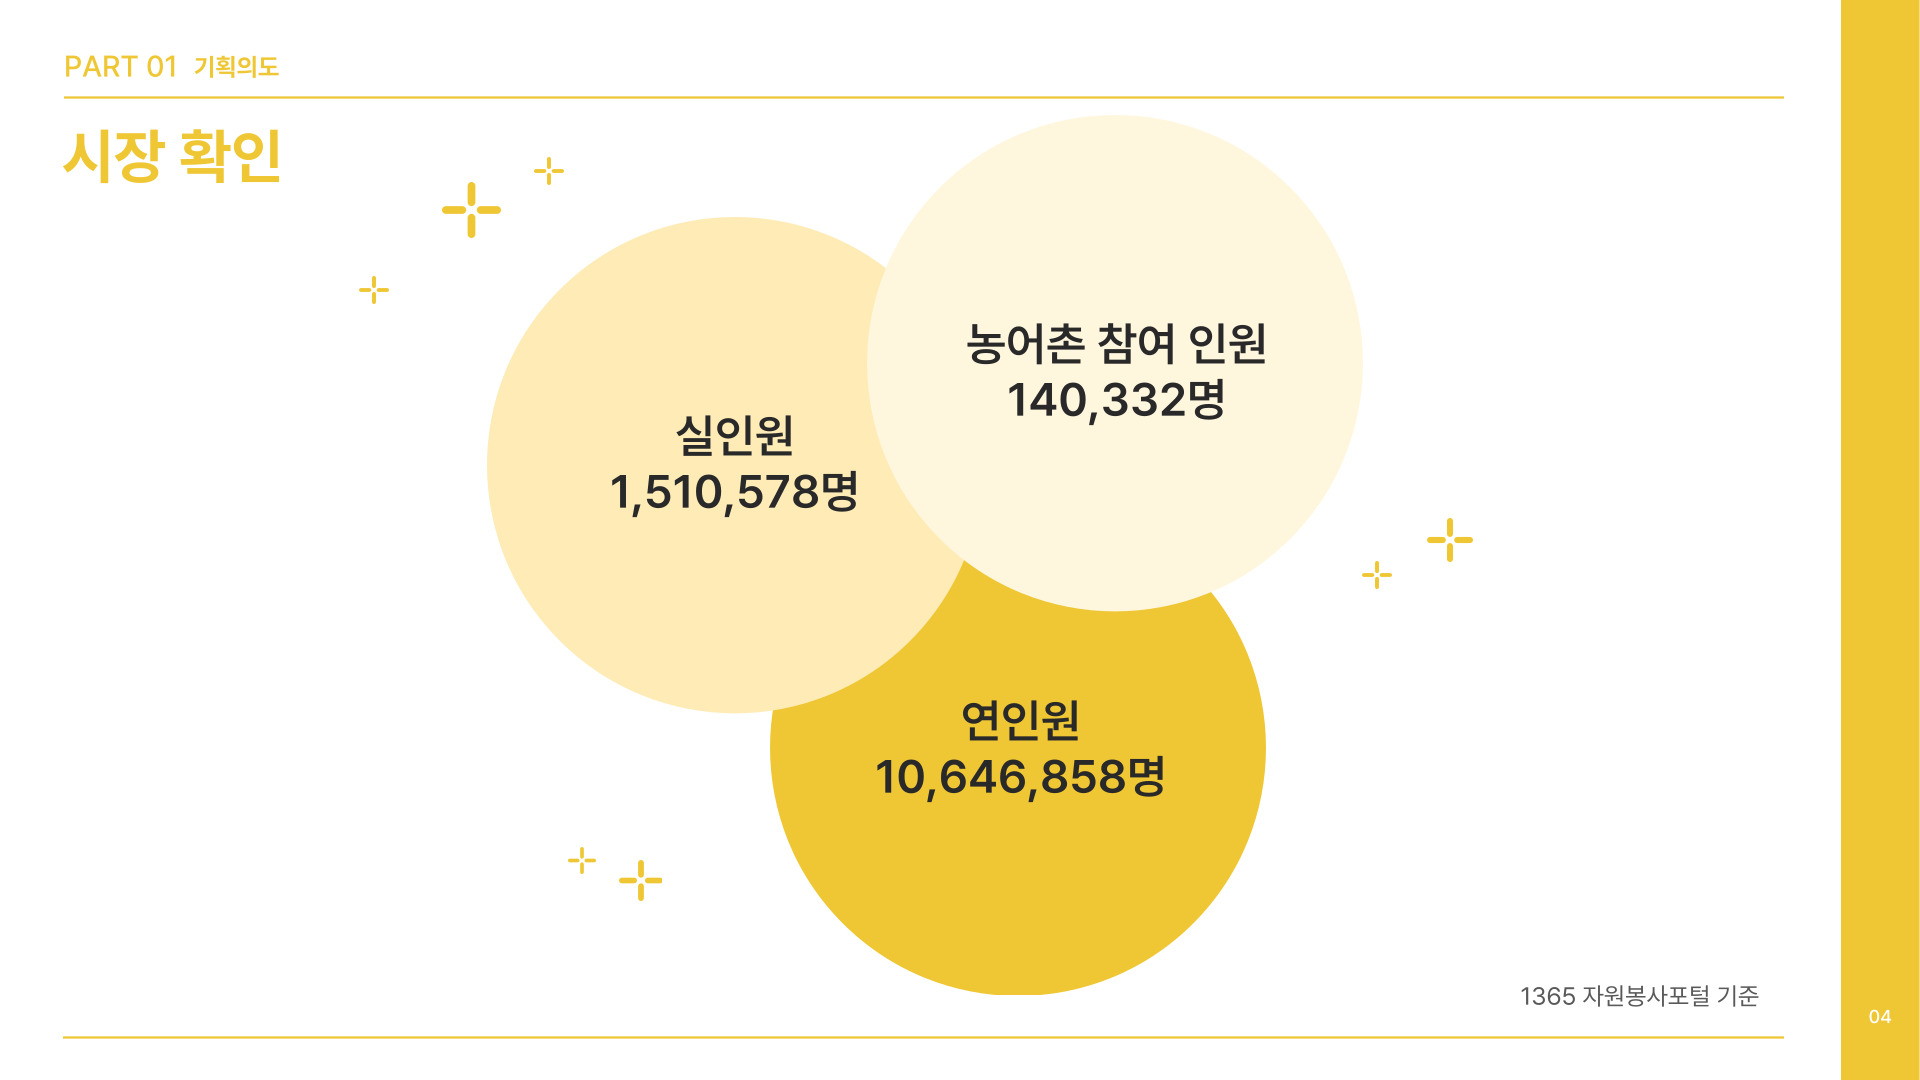 PART 01 기획의도
시장 확인
농어촌 참여 인원
140,332명
실인원
1,510,578명
연인원
10,646,858명
1365 자원봉사포털 기준
04